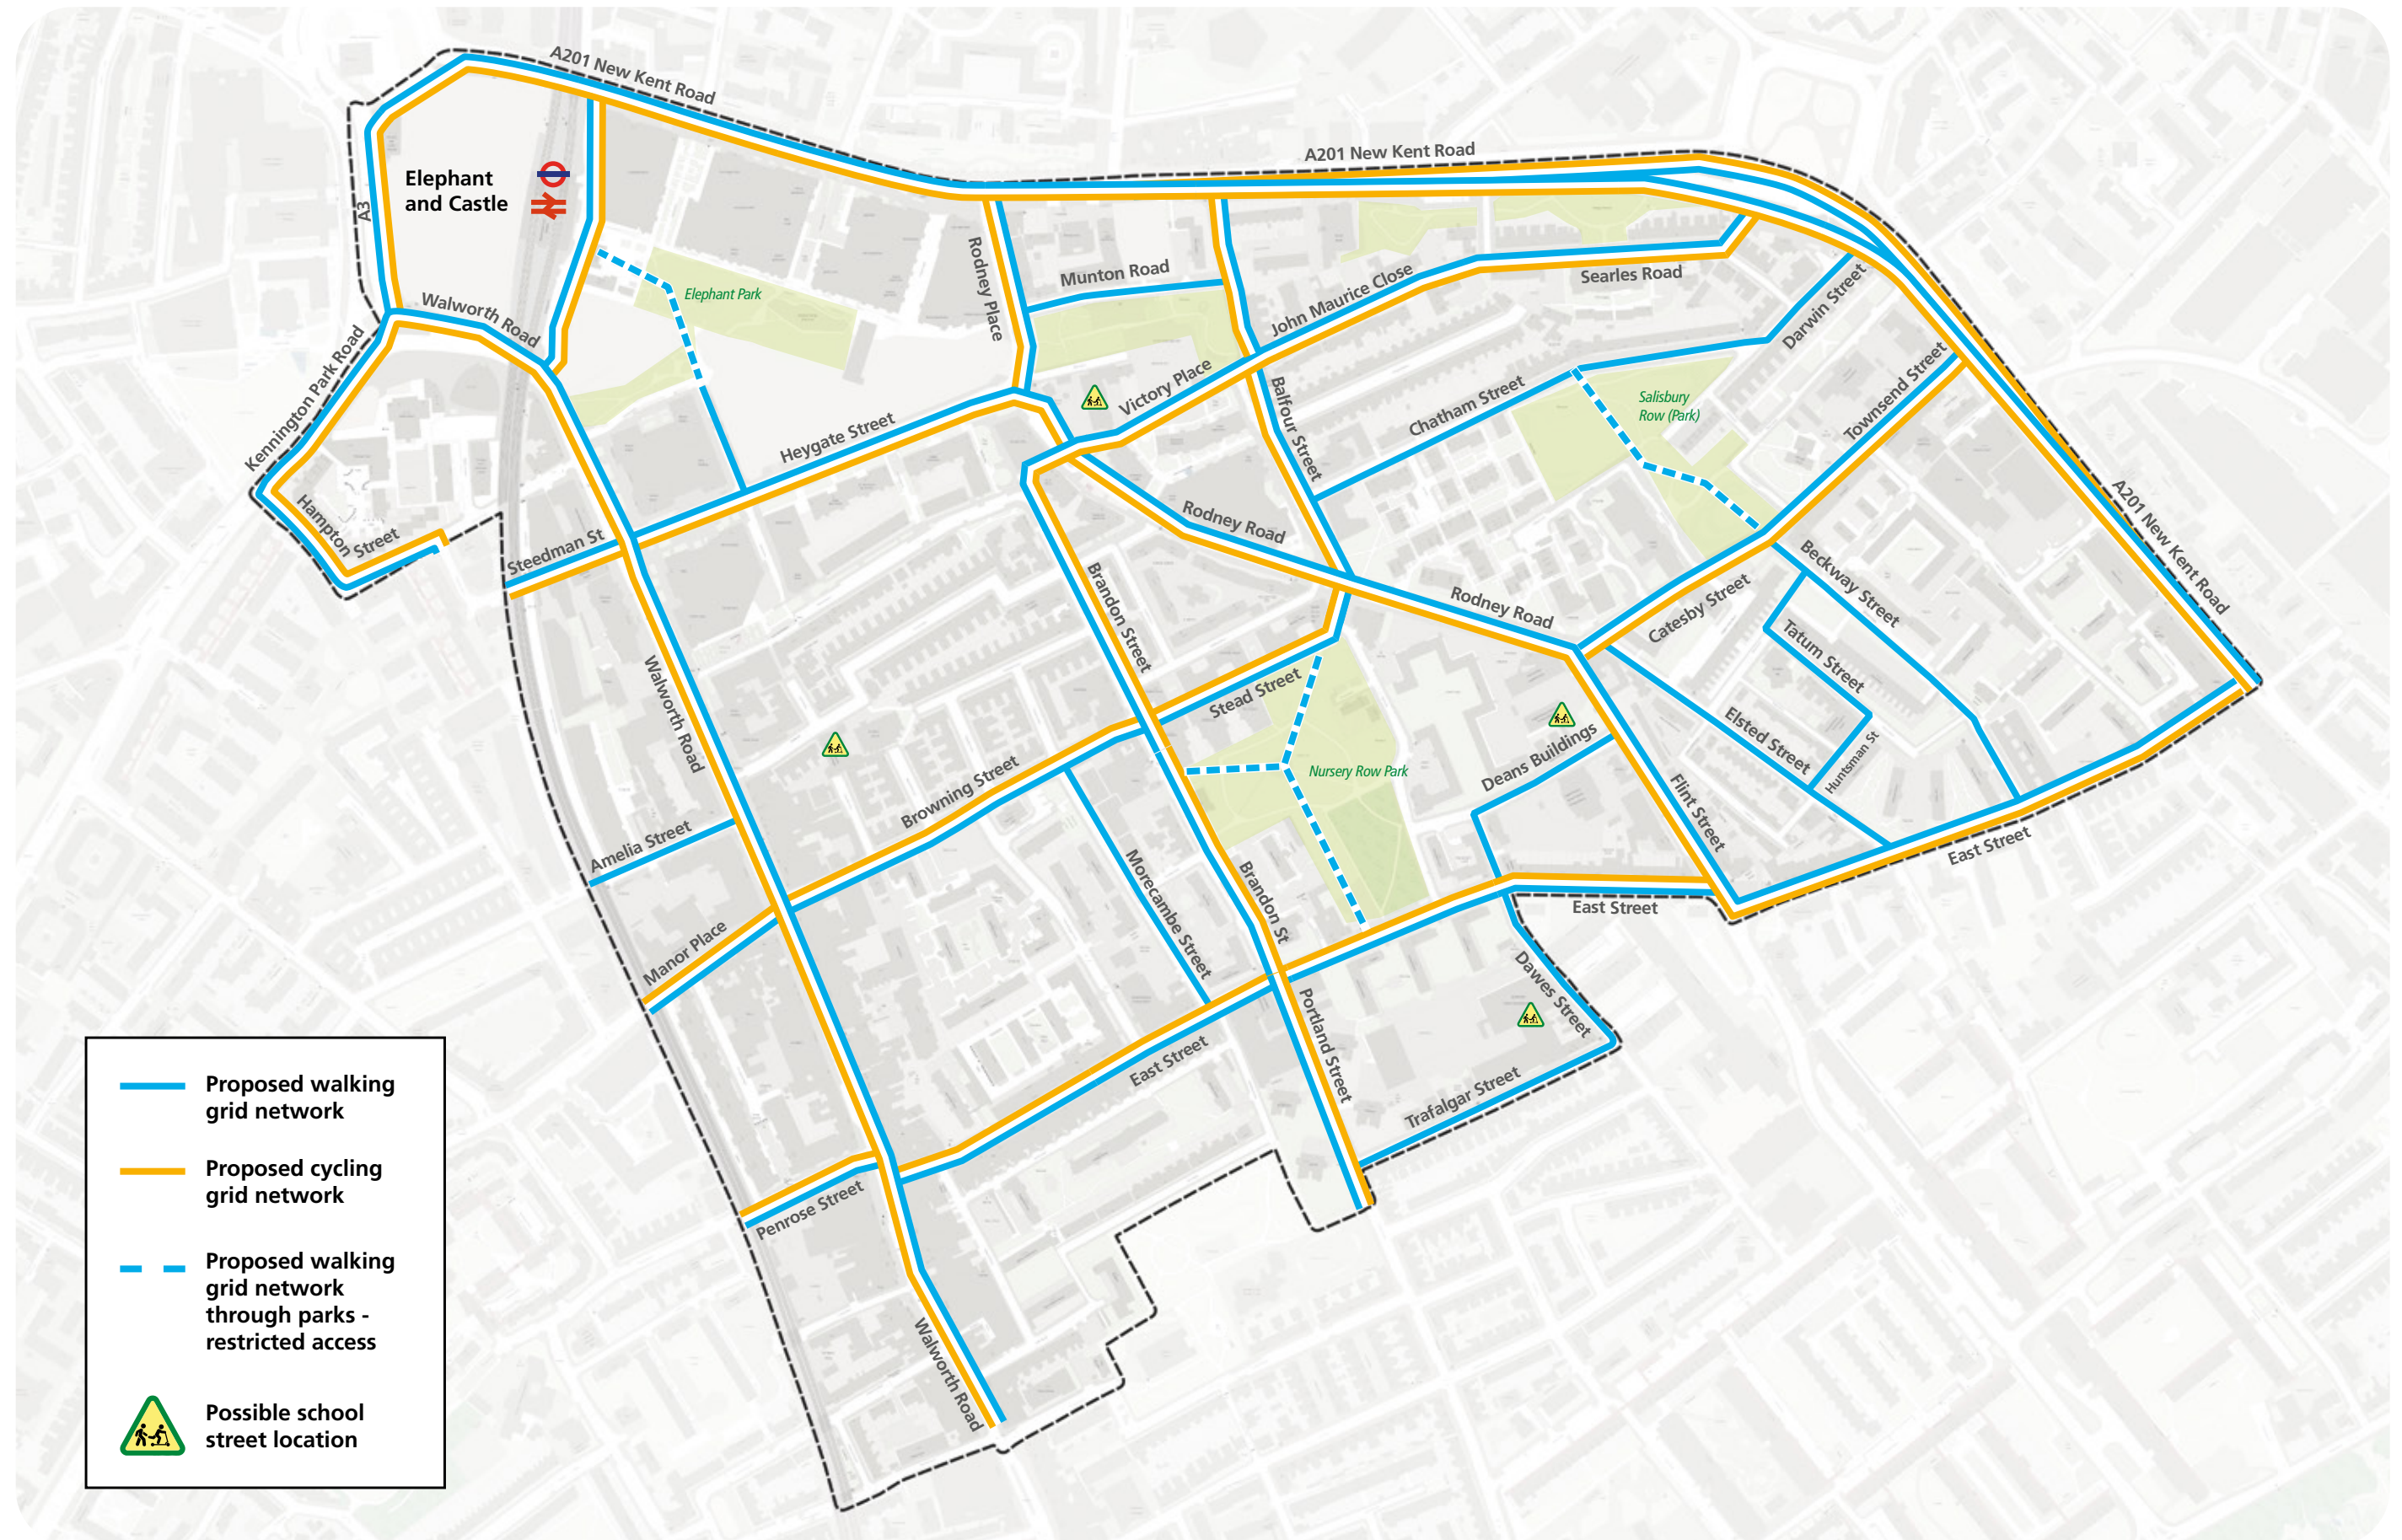 A201 New Kent Road
A201 New Kent Road
Elephant
and Castle
A3
Walworth Road
Kennington Park Road
Hampton
Street
Elephant Park
Rodney Place
Munton Road
John Maurice Close
Searles Road
Darwin Street
Townsend Street
A201 New Kent Road
Victory Place
Balfour Street
Chatham Street
Salisbury
Row (Park)
Heygate Street
Steedman St
Rodney Road
Rodney Road
Brandon Street
Catesby Street
Beckway Street
Tatum Street
Elsted Street
Huntsman St
Walworth Road
Stead Street
Nursery Row Park
Deans Buildings
Flint Street
East Street
East Street
Browning Street
Amelia Street
Morecambe Street
Brandon St
Manor Place
Dawes Street
Portland Street
East Street
Trafalgar Street
Penrose Street
Walworth Road
Proposed walking
grid network
Proposed cycling
grid network
Proposed walking
grid network
through parks -
restricted access
Possible school
street location